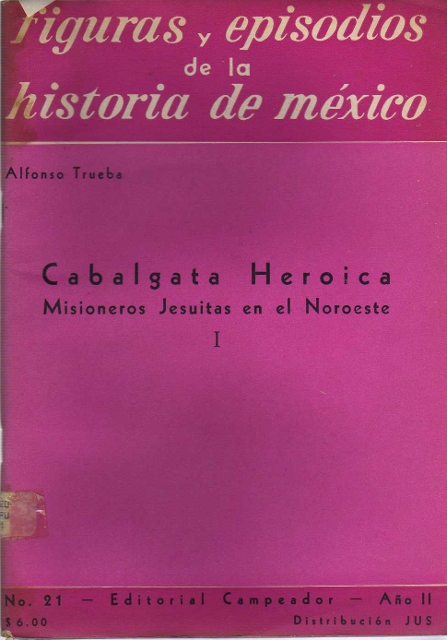 figuras y episodios
de la
historia de méxico
Alfonso Trueba
Cabalgata Heroica
Misioneros Jesuitas en el Noroeste
I
No. 21 — Editorial Campeador — Año II
$6.00 Distribución JUS